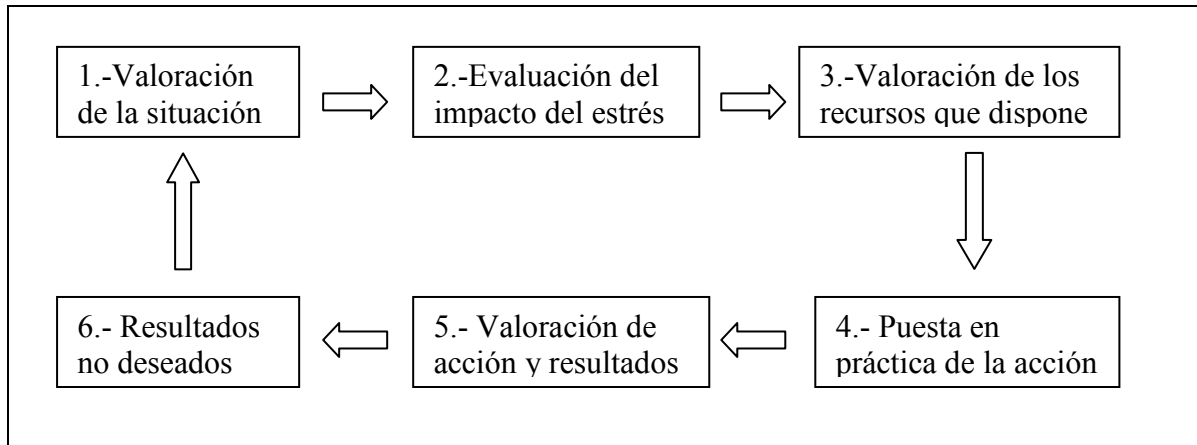 1.-Valoración
de la situación
2.-Evaluación del
impacto del estrés
3.-Valoración de los
recursos que dispone
4.- Puesta en
práctica de la acción
5.- Valoración de
acción y resultados
6.- Resultados
no deseados